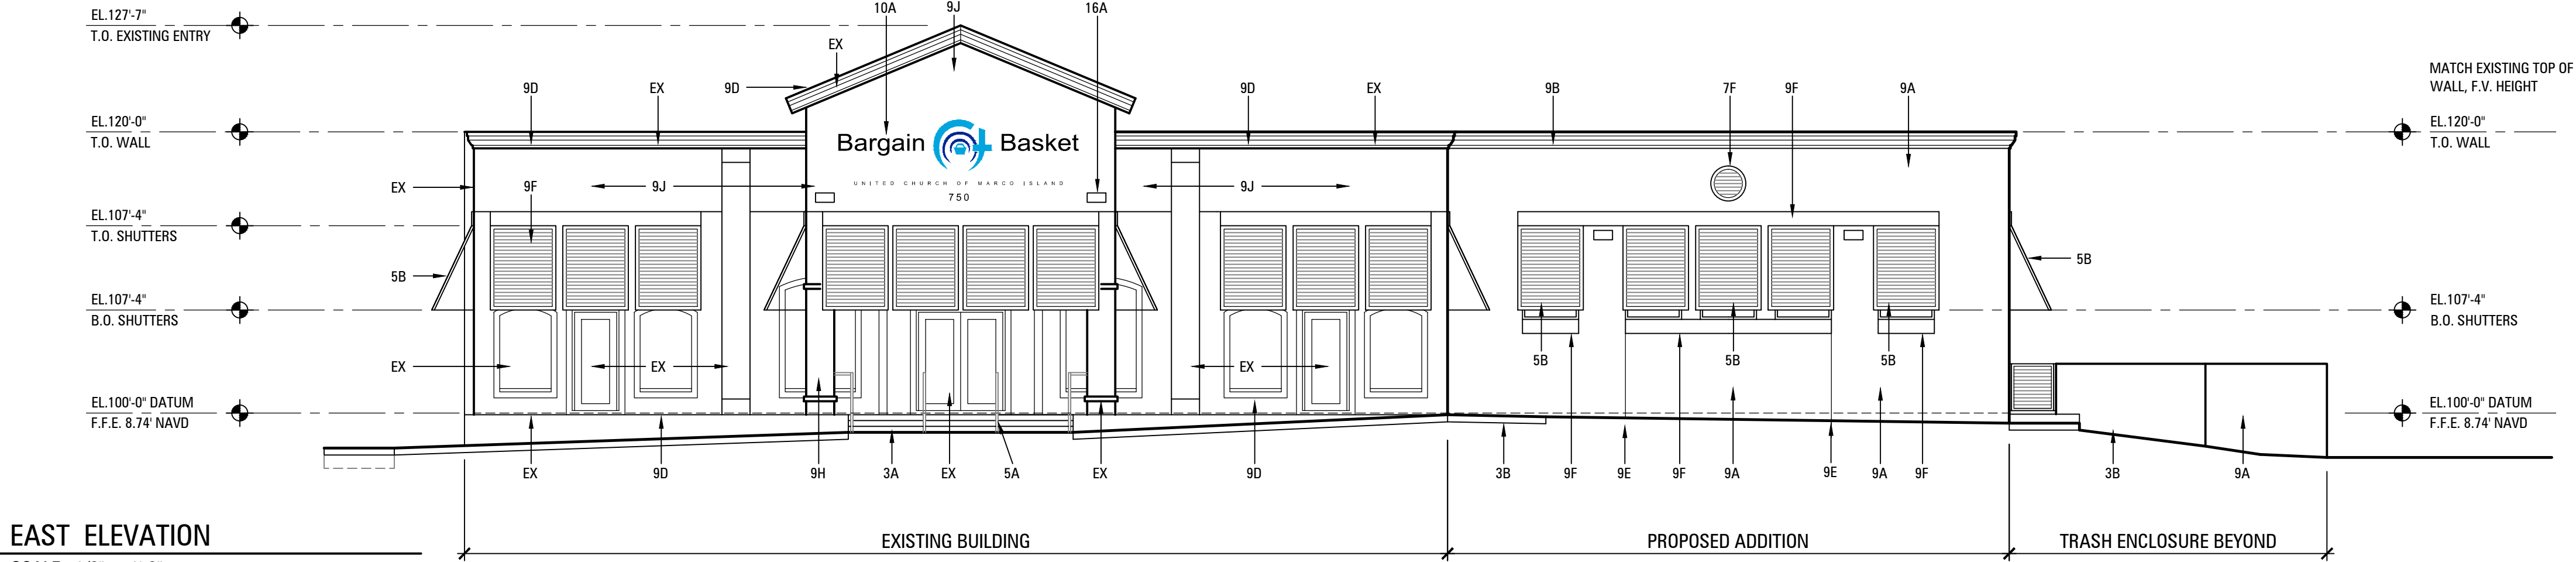 EL.127'-7"
T.O. EXISTING ENTRY
10A
9J
16A
EX
9D
EX
9D
9D
EX
9B
7F
9F
9A
MATCH EXISTING TOP OF
WALL, F.V. HEIGHT
EL.120'-0"
T.O. WALL
EL.120'-0"
T.O. WALL
Bargain Basket
UNITED CHURCH OF MARCO ISLAND
750
EX
9F
9J
9J
EL.107'-4"
T.O. SHUTTERS
5B
5B
EL.107'-4"
B.O. SHUTTERS
EL.107'-4"
B.O. SHUTTERS
5B
5B
5B
EX
EX
EX
EL.100'-0" DATUM
F.F.E. 8.74' NAVD
EL.100'-0" DATUM
F.F.E. 8.74' NAVD
EX
9D
9H
3A
EX
5A
EX
9D
3B
9F
9E
9F
9A
9E
9A
9F
3B
9A
EAST ELEVATION
EXISTING BUILDING
PROPOSED ADDITION
TRASH ENCLOSURE BEYOND